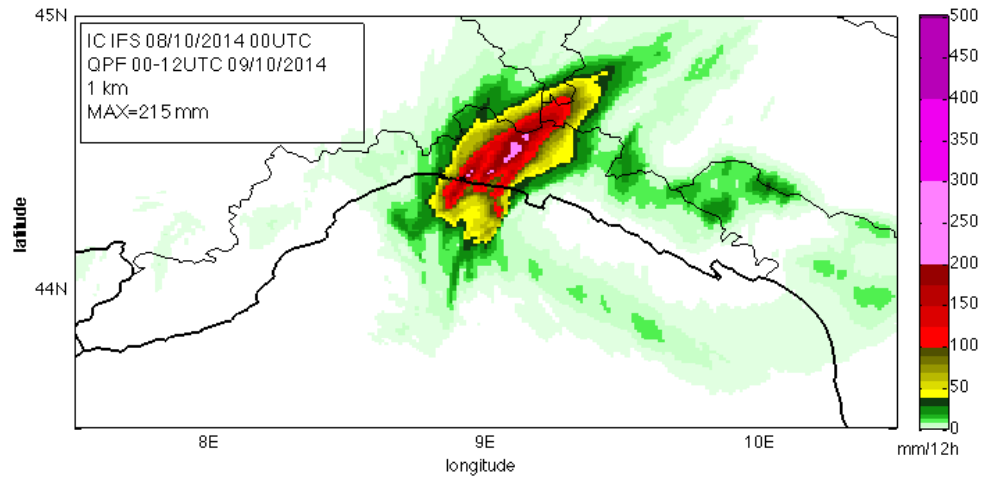 45N
IC IFS 08/10/2014 00UTC
QPF 00-12UTC 09/10/2014
1 km
MAX=215 mm
latitude
44N
8E
9E
10E
longitude
500
450
400
350
300
250
200
150
100
50
0
mm/12h